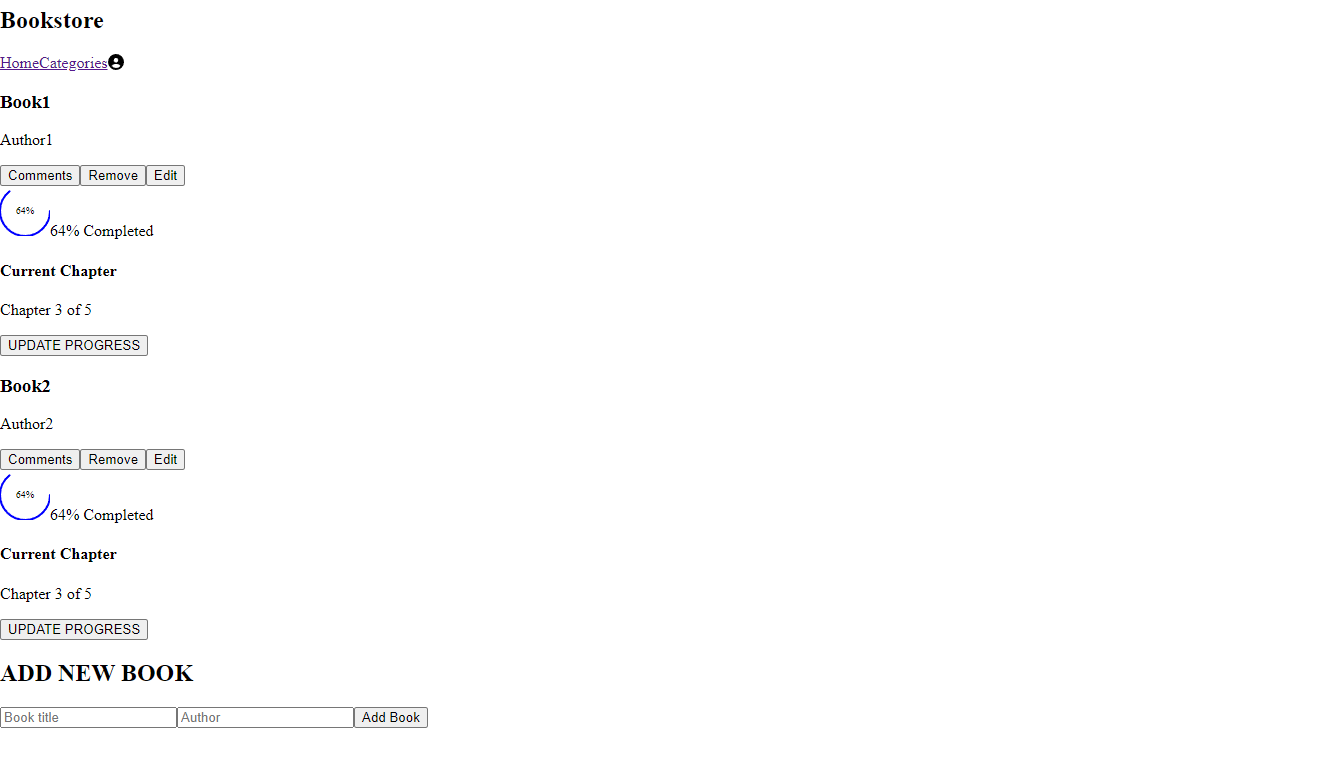 Bookstore
HomeCategories
Book1
Author1
Comments Remove Edit
64%
64% Completed
Current Chapter
Chapter 3 of 5
UPDATE PROGRESS
Book2
Author2
Comments Remove Edit
64%
64% Completed
Current Chapter
Chapter 3 of 5
UPDATE PROGRESS
ADD NEW BOOK
Book title Author Add Book